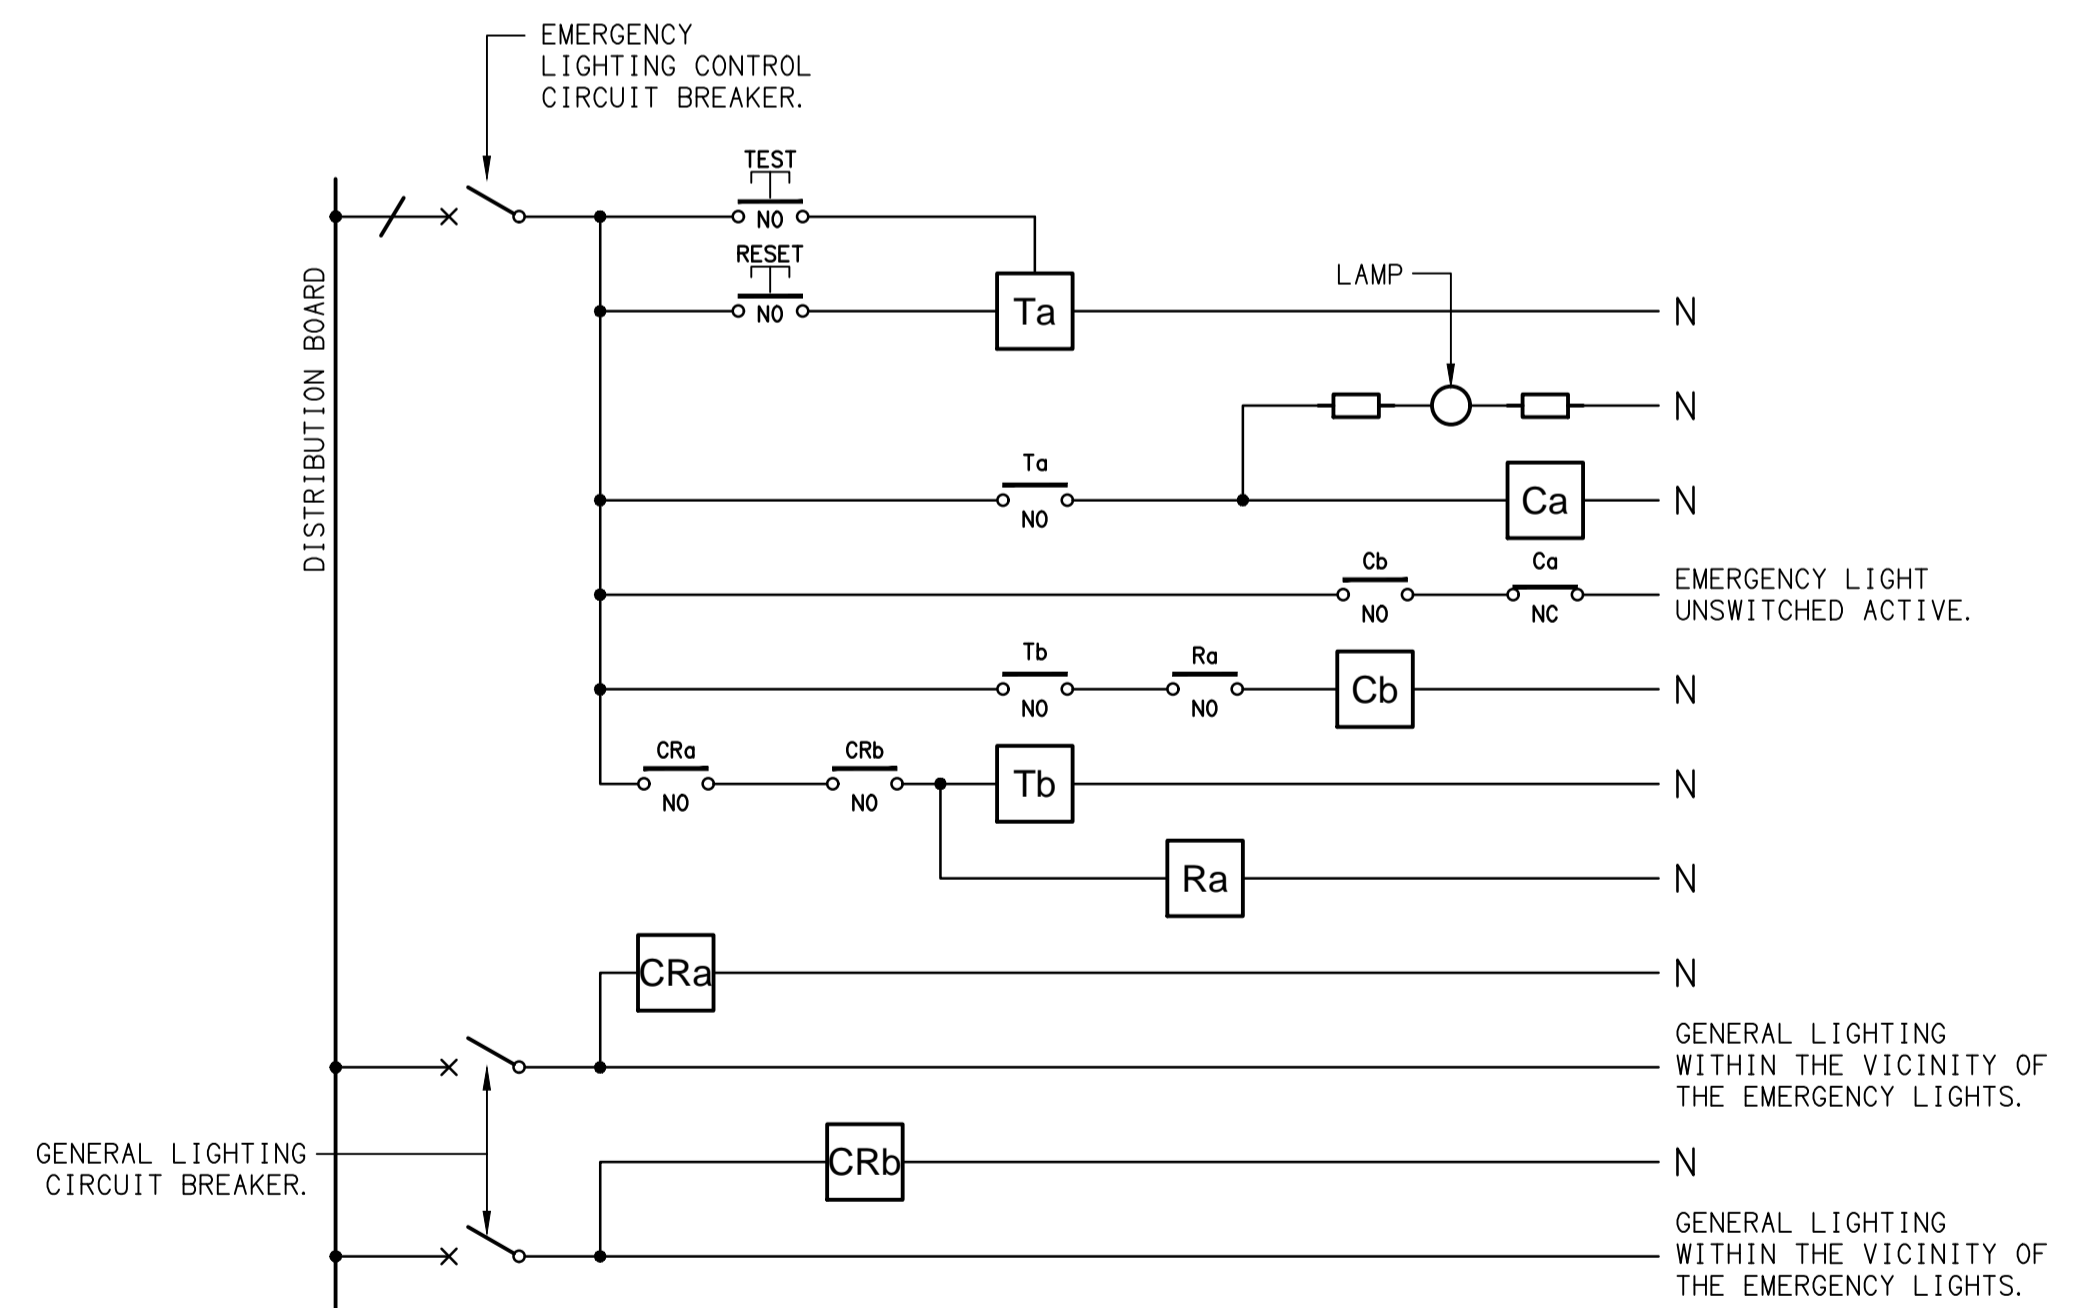 EMERGENCY
LIGHTING CONTROL
CIRCUIT BREAKER.
TEST
NO
RESET
NO
DISTRIBUTION BOARD
Ta
LAMP
N
N
Ta
NO
Ca
N
Cb
NO
Ca
NC
EMERGENCY LIGHT
UNSWITCHED ACTIVE.
Tb
NO
Ra
NO
Cb
N
CRa
NO
CRb
NO
Tb
N
Ra
N
CRa
N
GENERAL LIGHTING
WITHIN THE VICINITY OF
THE EMERGENCY LIGHTS.
GENERAL LIGHTING
CIRCUIT BREAKER.
CRb
N
GENERAL LIGHTING
WITHIN THE VICINITY OF
THE EMERGENCY LIGHTS.